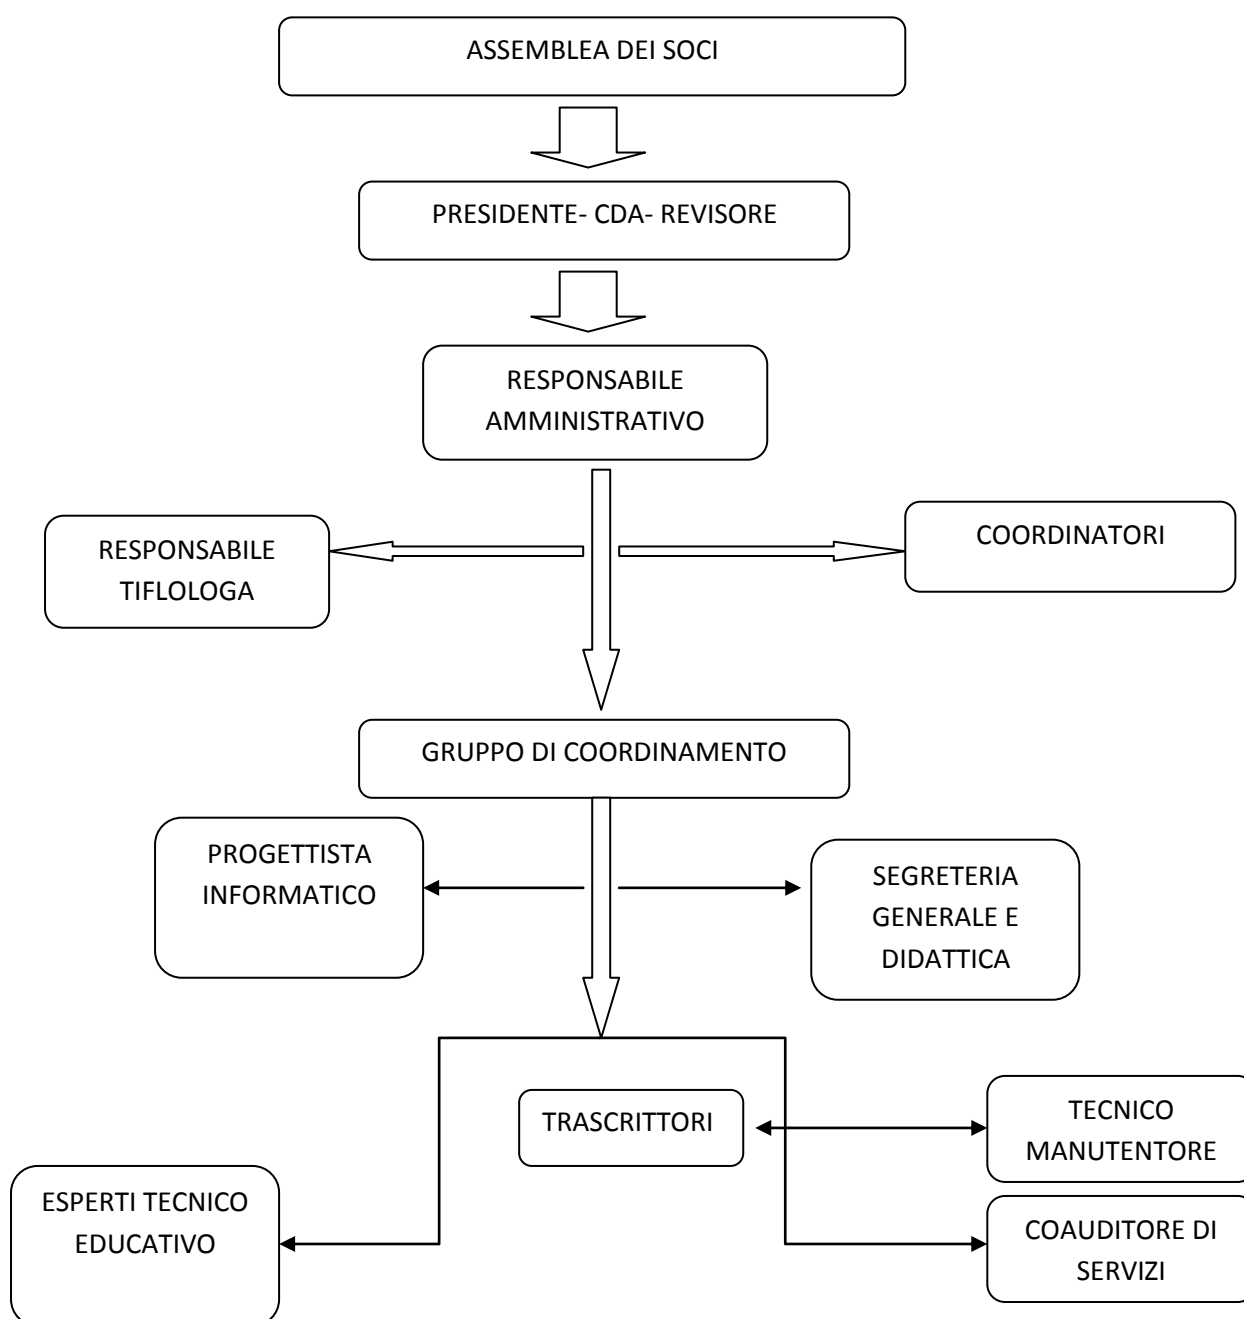 ASSEMBLEA DEI SOCI
PRESIDENTE- CDA- REVISORE
RESPONSABILE
AMMINISTRATIVO
RESPONSABILE
TIFLOLOGA
COORDINATORI
GRUPPO DI COORDINAMENTO
PROGETTISTA
INFORMATICO
SEGRETERIA
GENERALE E
DIDATTICA
TRASCRITTORI
TECNICO
MANUTENTORE
ESPERTI TECNICO
EDUCATIVO
COAUDITORE DI
SERVIZI